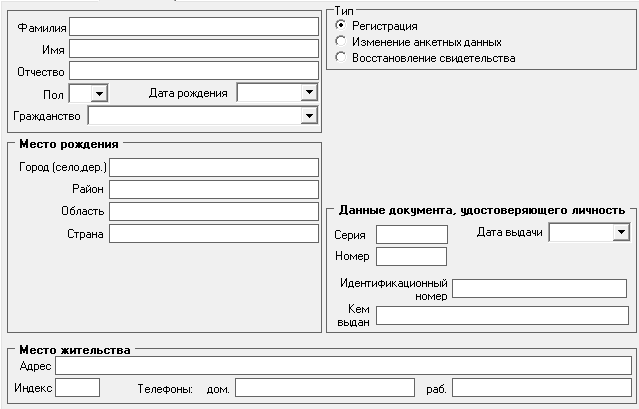 Фамилия
Имя
Отчество
Пол Дата рождения
Гражданство
Тип
Регистрация
Изменение анкетных данных
Восстановление свидетельства
Место рождения
Город (село,дер.)
Район
Область
Страна
Данные документа, удостоверяющего личность
Серия Дата выдачи
Номер
Идентификационный
номер
Кем
выдан
Место жительства
Адрес
Индекс Телефоны: дом. раб.